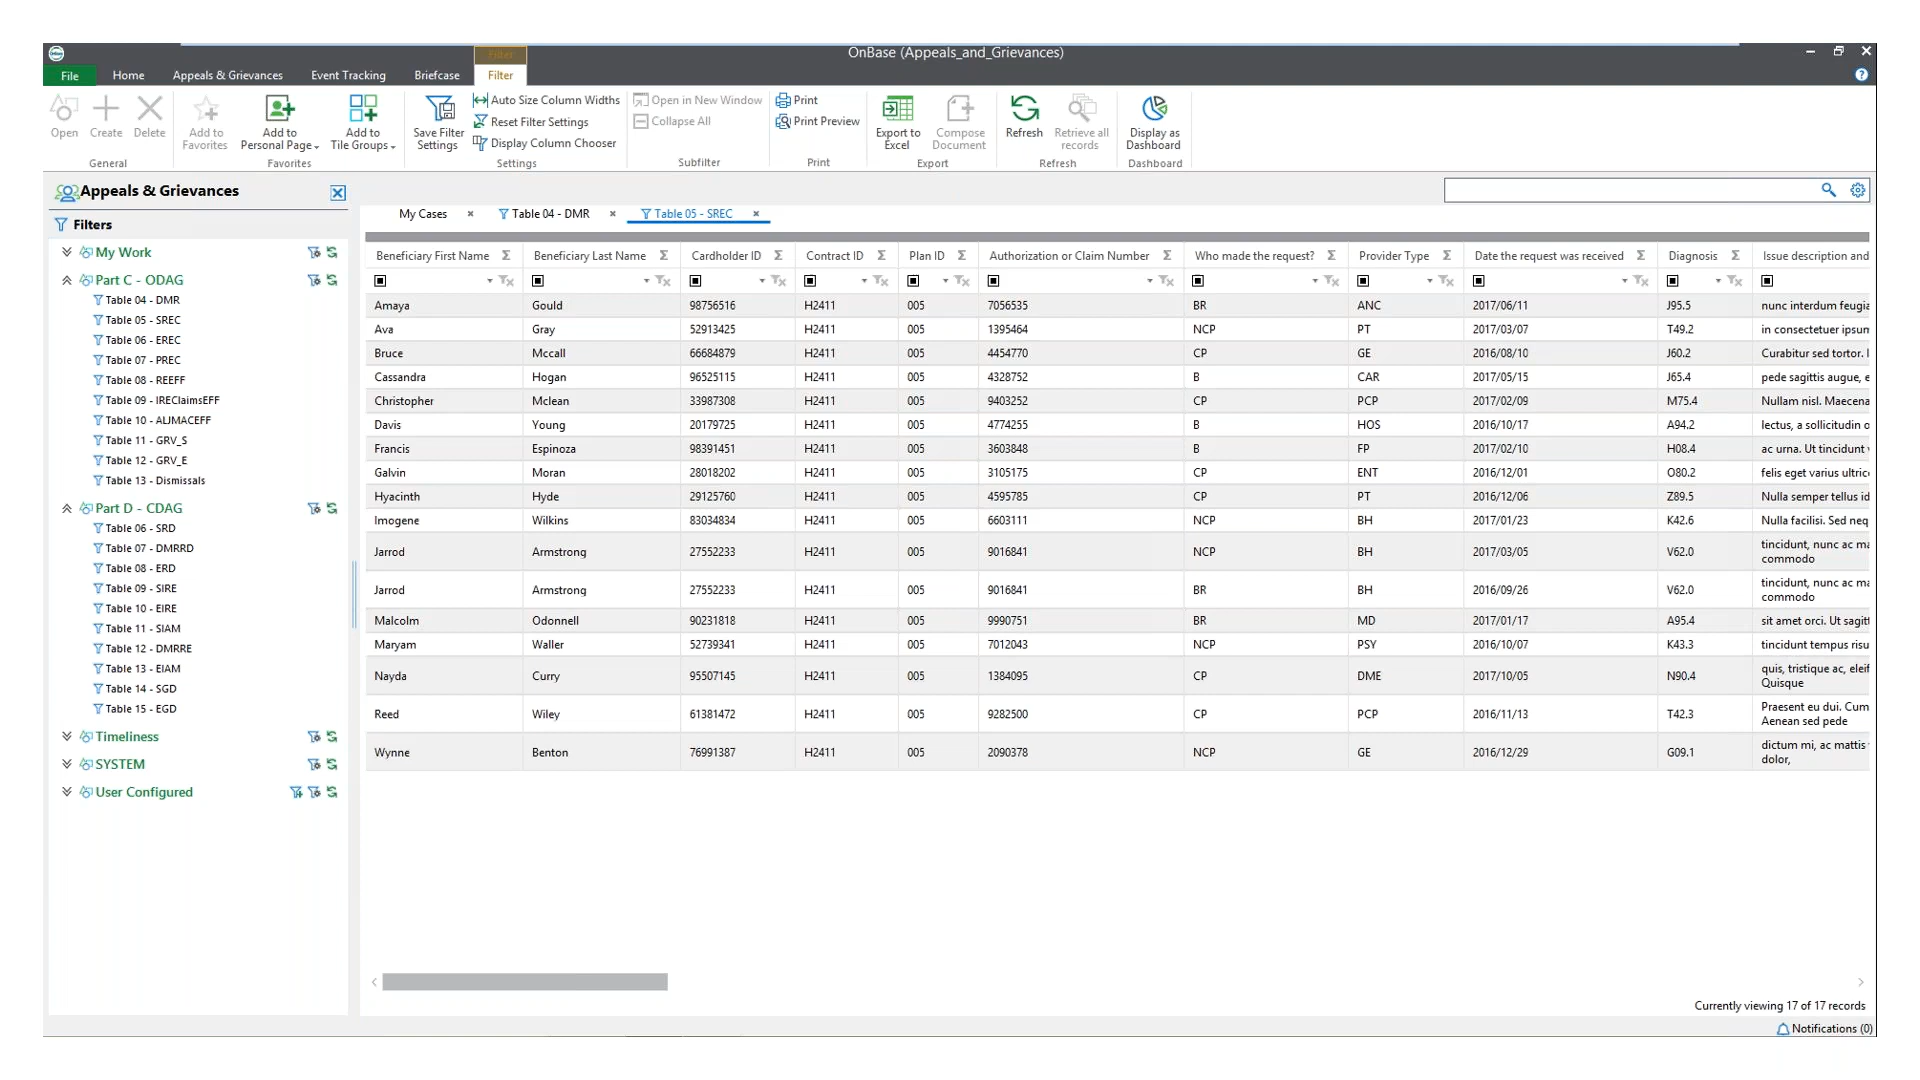 OnBase (Appeals_and_Grievances)
Filter
File Home Appeals & Grievances Event Tracking Briefcase Filter
Open Create Delete
General
Add to Favorites
Add to Personal Page
Add to Tile Groups
Favorites
Save Filter Settings
Auto Size Column Widths
Reset Filter Settings
Display Column Chooser
Settings
Open in New Window
Collapse All
Subfilter
Print
Print Preview
Print
Export to Excel
Compose Document
Export
Refresh
Retrieve all records
Refresh
Display as Dashboard
Dashboard
Appeals & Grievances
Filters
My Work
Part C - ODAG
Table 04 - DMR
Table 05 - SREC
Table 06 - EREC
Table 07 - PREC
Table 08 - REEFF
Table 09 - IREClaimsEFF
Table 10 - ALJMACEFF
Table 11 - GRV_S
Table 12 - GRV_E
Table 13 - Dismissals
Part D - CDAG
Table 06 - SRD
Table 07 - DMRRD
Table 08 - ERD
Table 09 - SIRE
Table 10 - EIRE
Table 11 - SIAM
Table 12 - DMRRE
Table 13 - EIAM
Table 14 - SGD
Table 15 - EGD
Timeliness
SYSTEM
User Configured
My Cases Table 04 - DMR Table 05 - SREC
Beneficiary First Name Σ Beneficiary Last Name Σ Cardholder ID Σ Contract ID Σ Plan ID Σ Authorization or Claim Number Σ Who made the request? Σ Provider Type Σ Date the request was received Σ Diagnosis Σ Issue description and
Amaya Gould 98756516 H2411 005 7056535 BR ANC 2017/06/11 J95.5 nunc interdum feugia
Ava Gray 52913425 H2411 005 1395464 NCP PT 2017/03/07 T49.2 in consectetuer ipsum
Bruce Mccall 66684879 H2411 005 4454770 CP GE 2016/08/10 J60.2 Curabitur sed tortor.
Cassandra Hogan 96525115 H2411 005 4328752 B CAR 2017/05/15 J65.4 pede sagittis augue, e
Christopher Mclean 33987308 H2411 005 9403252 CP PCP 2017/02/09 M75.4 Nullam nisl. Maecena
Davis Young 20179725 H2411 005 4774255 B HOS 2016/10/17 A94.2 lectus, a sollicitudin o
Francis Espinoza 98391451 H2411 005 3603848 B FP 2017/02/10 H08.4 ac urna. Ut tincidunt
Galvin Moran 28018202 H2411 005 3105175 CP ENT 2016/12/01 O80.2 felis eget varius ultric
Hyacinth Hyde 29125760 H2411 005 4595785 CP PT 2016/12/06 Z89.5 Nulla semper tellus id
Imogene Wilkins 83034834 H2411 005 6603111 NCP BH 2017/01/23 K42.6 Nulla facilisi. Sed neq
Jarrod Armstrong 27552233 H2411 005 9016841 NCP BH 2017/03/05 V62.0 tincidunt, nunc ac ma
commodo
Jarrod Armstrong 27552233 H2411 005 9016841 BR BH 2016/09/26 V62.0 tincidunt, nunc ac ma
commodo
Malcolm Odonnell 90231818 H2411 005 9990751 BR MD 2017/01/17 A95.4 sit amet orci. Ut sagitt
Maryam Waller 52739341 H2411 005 7012043 NCP PSY 2016/10/07 K43.3 tincidunt tempus risu
Nayda Curry 95507145 H2411 005 1384095 CP DME 2017/10/05 N90.4 quis, tristique ac, eleif
Quisque
Reed Wiley 61381472 H2411 005 9282500 CP PCP 2016/11/13 T42.3 Praesent eu dui. Cum
Aenean sed pede
Wynne Benton 76991387 H2411 005 2090378 NCP GE 2016/12/29 G09.1 dictum mi, ac mattis
dolor,
Currently viewing 17 of 17 records
Notifications (0)